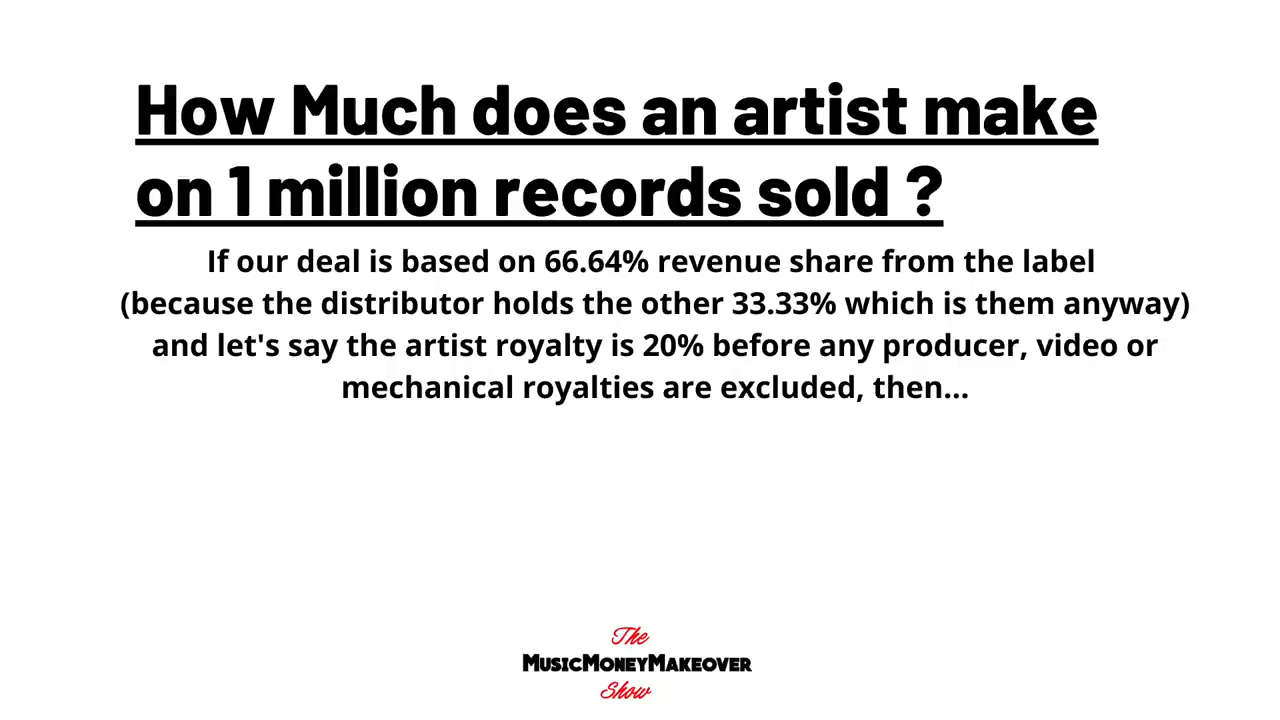 How Much does an artist make
on 1 million records sold ?
If our deal is based on 66.64% revenue share from the label
(because the distributor holds the other 33.33% which is them anyway)
and let's say the artist royalty is 20% before any producer, video or
mechanical royalties are excluded, then...
The
MusicMoneyMakeover
Show